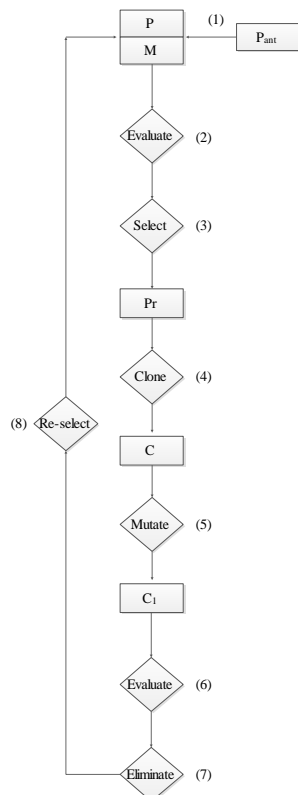 (1)
P
P_ant
M
Evaluate (2)
Select (3)
Pr
Clone (4)
(8) Re-select
C
Mutate (5)
C₁
Evaluate (6)
Eliminate (7)